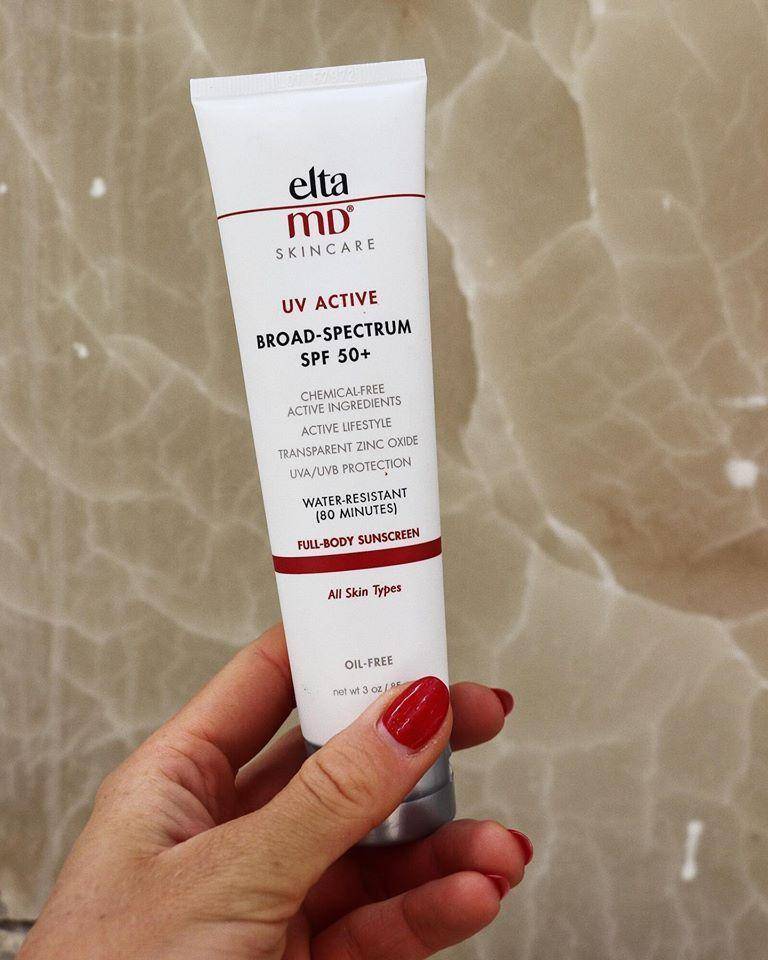 elta
MD®
SKINCARE
UV ACTIVE
BROAD-SPECTRUM
SPF 50+
CHEMICAL-FREE
ACTIVE INGREDIENTS
ACTIVE LIFESTYLE
TRANSPARENT ZINC OXIDE
UVA/UVB PROTECTION
WATER-RESISTANT
(80 MINUTES)
FULL-BODY SUNSCREEN
All Skin Types
OIL-FREE
net wt 3 oz /